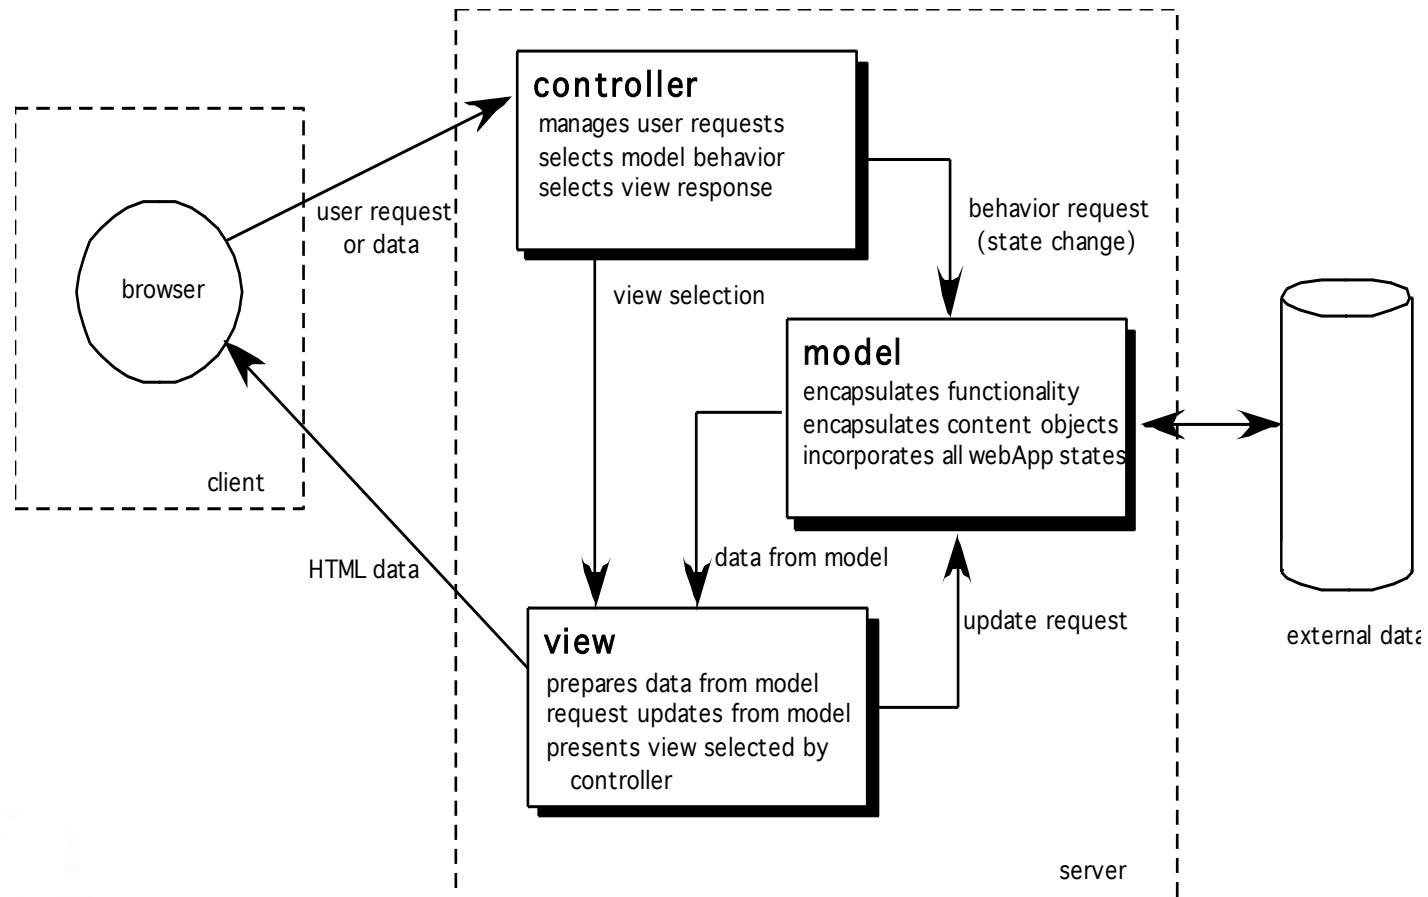 controller
manages user requests
selects model behavior
selects view response
user request
or data
behavior request
(state change)
browser
view selection
model
encapsulates functionality
encapsulates content objects
incorporates all webApp states
client
HTML data
data from model
update request
external data
view
prepares data from model
request updates from model
presents view selected by
controller
server